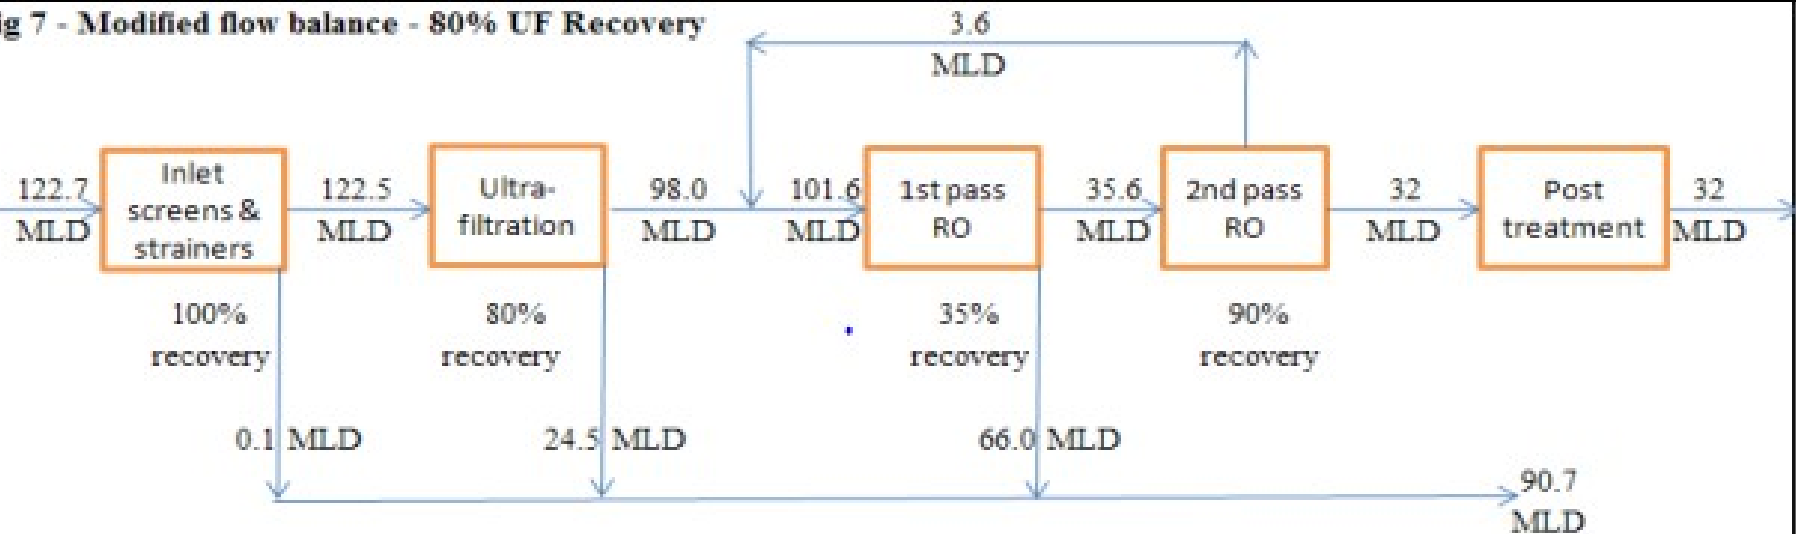 ig 7 - Modified flow balance - 80% UF Recovery
3.6
MLD
122.7
MLD
Inlet
screens &
strainers
122.5
MLD
Ultra-
filtration
98.0
MLD
101.6
MLD
1st pass
RO
35.6
MLD
2nd pass
RO
32
MLD
Post
treatment
32
MLD
100%
recovery
80%
recovery
35%
recovery
90%
recovery
0.1 MLD
24.5 MLD
66.0 MLD
90.7
MLD